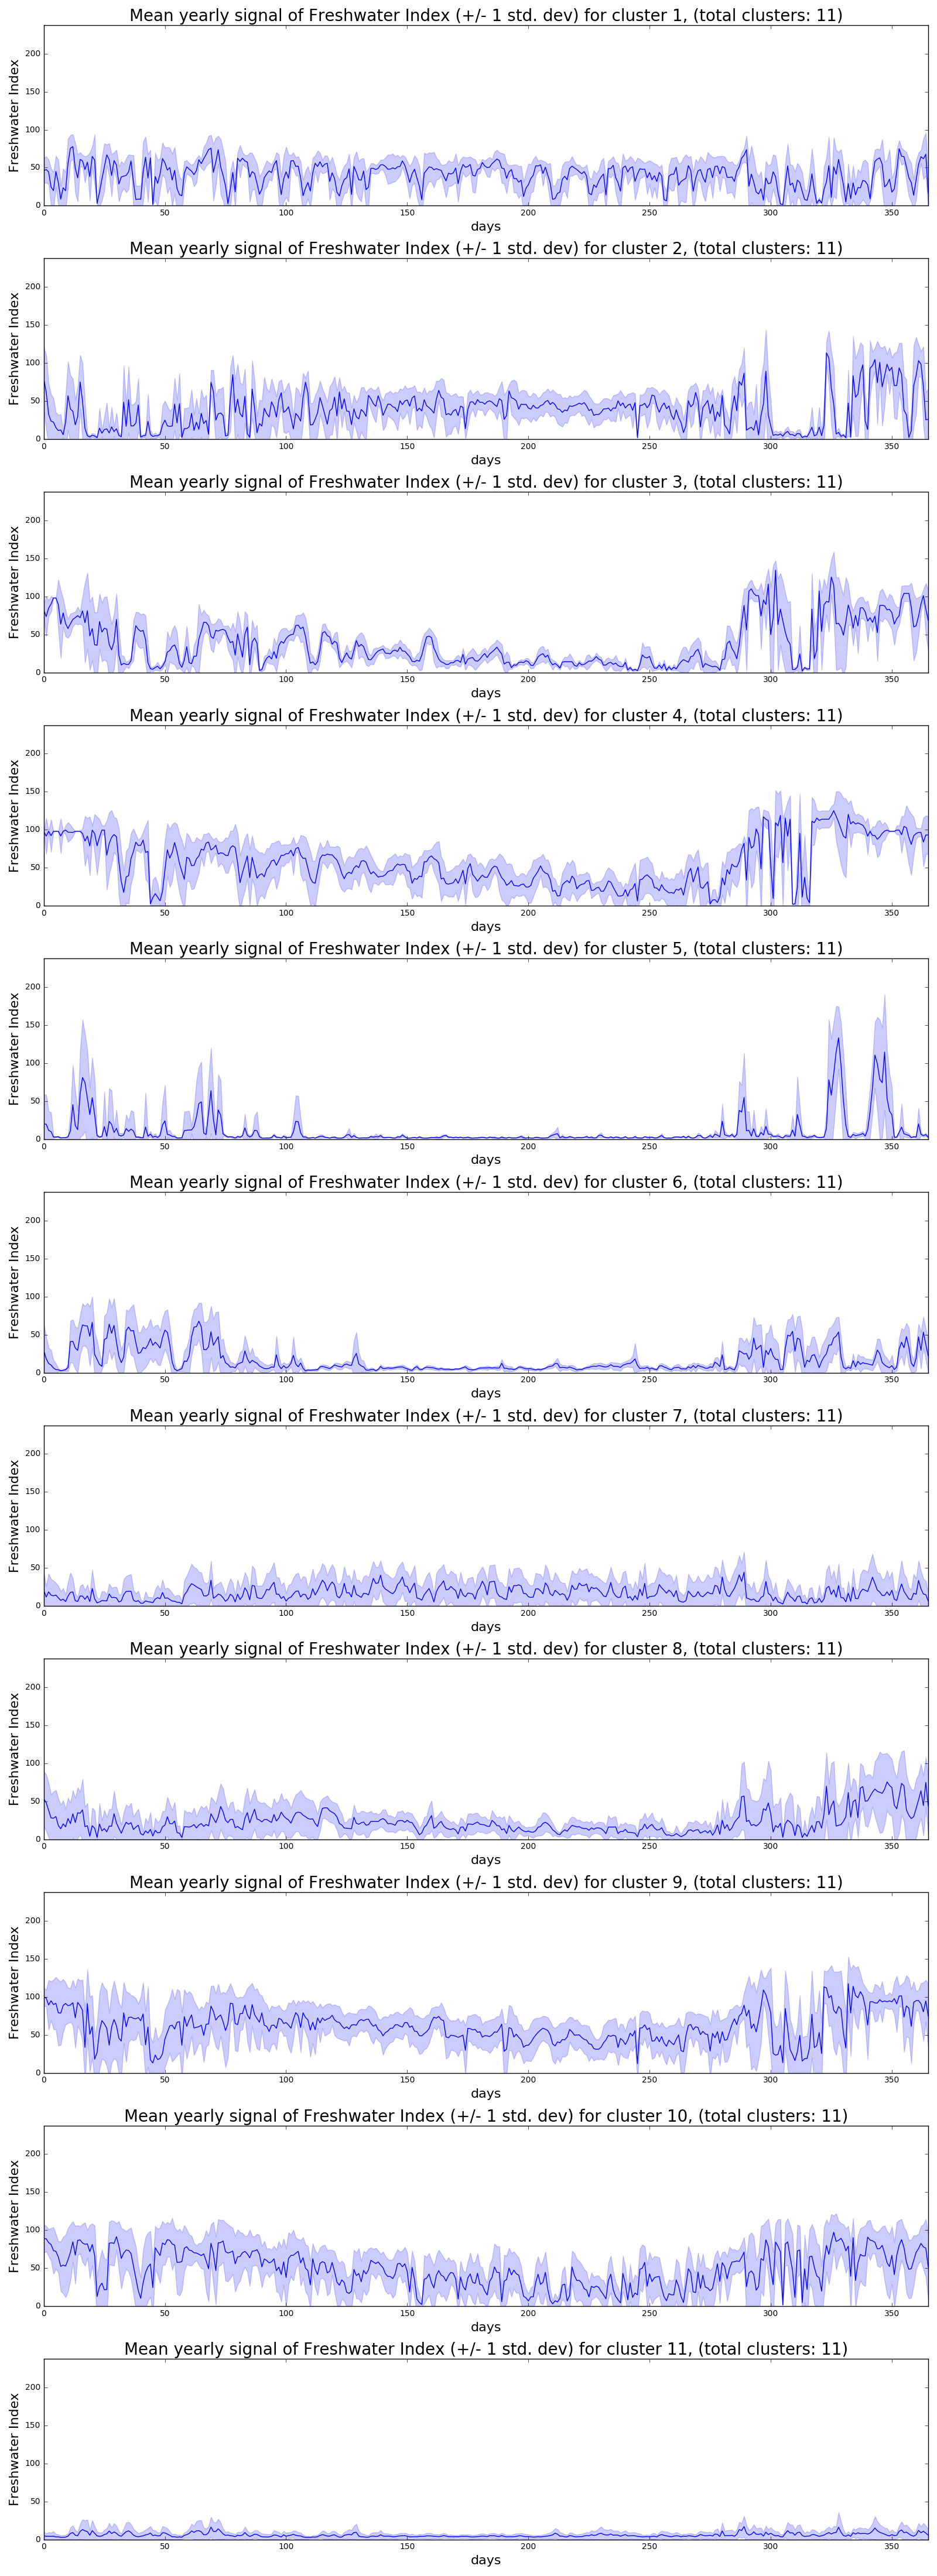 Mean yearly signal of Freshwater Index (+/- 1 std. dev) for cluster 1, (total clusters: 11)
200
150
100
50
0
Freshwater Index
0 50 100 150 200 250 300 350
days
Mean yearly signal of Freshwater Index (+/- 1 std. dev) for cluster 2, (total clusters: 11)
200
150
100
50
0
Freshwater Index
0 50 100 150 200 250 300 350
days
Mean yearly signal of Freshwater Index (+/- 1 std. dev) for cluster 3, (total clusters: 11)
200
150
100
50
0
Freshwater Index
0 50 100 150 200 250 300 350
days
Mean yearly signal of Freshwater Index (+/- 1 std. dev) for cluster 4, (total clusters: 11)
200
150
100
50
0
Freshwater Index
0 50 100 150 200 250 300 350
days
Mean yearly signal of Freshwater Index (+/- 1 std. dev) for cluster 5, (total clusters: 11)
200
150
100
50
0
Freshwater Index
0 50 100 150 200 250 300 350
days
Mean yearly signal of Freshwater Index (+/- 1 std. dev) for cluster 6, (total clusters: 11)
200
150
100
50
0
Freshwater Index
0 50 100 150 200 250 300 350
days
Mean yearly signal of Freshwater Index (+/- 1 std. dev) for cluster 7, (total clusters: 11)
200
150
100
50
0
Freshwater Index
0 50 100 150 200 250 300 350
days
Mean yearly signal of Freshwater Index (+/- 1 std. dev) for cluster 8, (total clusters: 11)
200
150
100
50
0
Freshwater Index
0 50 100 150 200 250 300 350
days
Mean yearly signal of Freshwater Index (+/- 1 std. dev) for cluster 9, (total clusters: 11)
200
150
100
50
0
Freshwater Index
0 50 100 150 200 250 300 350
days
Mean yearly signal of Freshwater Index (+/- 1 std. dev) for cluster 10, (total clusters: 11)
200
150
100
50
0
Freshwater Index
0 50 100 150 200 250 300 350
days
Mean yearly signal of Freshwater Index (+/- 1 std. dev) for cluster 11, (total clusters: 11)
200
150
100
50
0
Freshwater Index
0 50 100 150 200 250 300 350
days